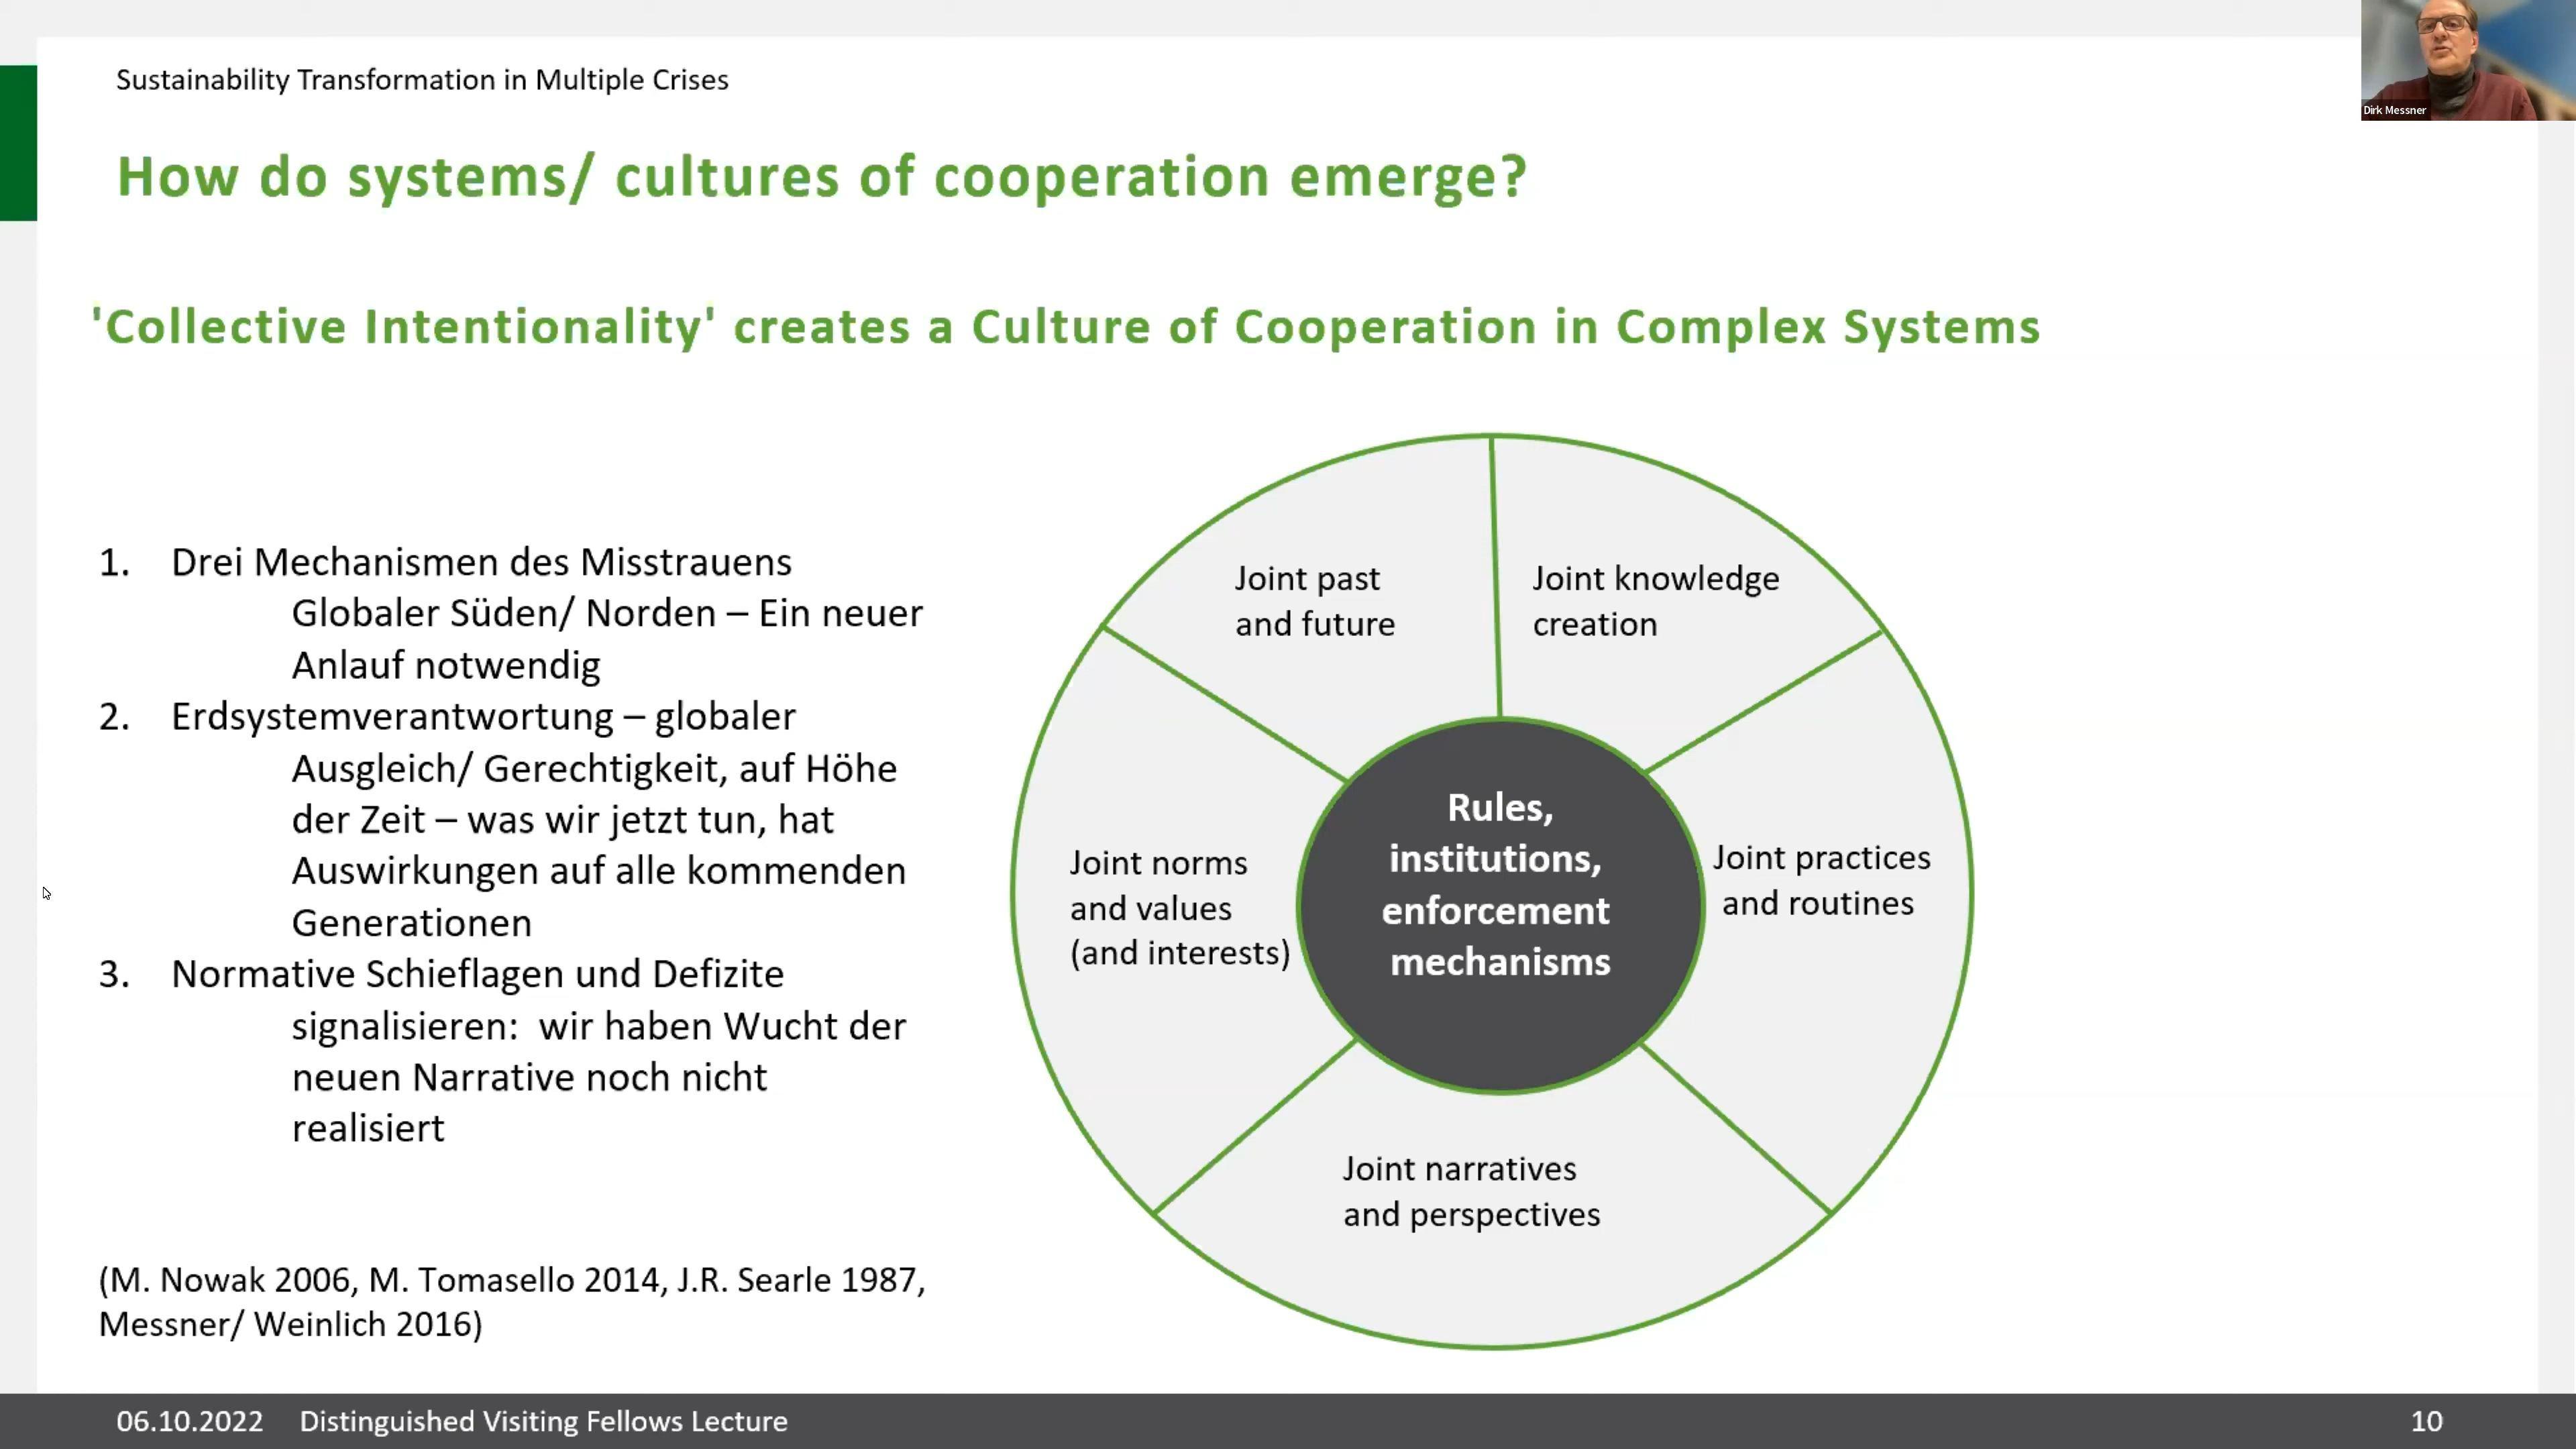 Sustainability Transformation in Multiple Crises
Dirk Messner
How do systems/ cultures of cooperation emerge?
'Collective Intentionality' creates a Culture of Cooperation in Complex Systems
1. Drei Mechanismen des Misstrauens
Globaler Süden/ Norden – Ein neuer
Anlauf notwendig
2. Erdsystemverantwortung – globaler
Ausgleich/ Gerechtigkeit, auf Höhe
der Zeit – was wir jetzt tun, hat
Auswirkungen auf alle kommenden
Generationen
3. Normative Schieflagen und Defizite
signalisieren: wir haben Wucht der
neuen Narrative noch nicht
realisiert
(M. Nowak 2006, M. Tomasello 2014, J.R. Searle 1987,
Messner/ Weinlich 2016)
Joint past
and future
Joint knowledge
creation
Joint norms
and values
(and interests)
Rules,
institutions,
enforcement
mechanisms
Joint practices
and routines
Joint narratives
and perspectives
06.10.2022 Distinguished Visiting Fellows Lecture
10